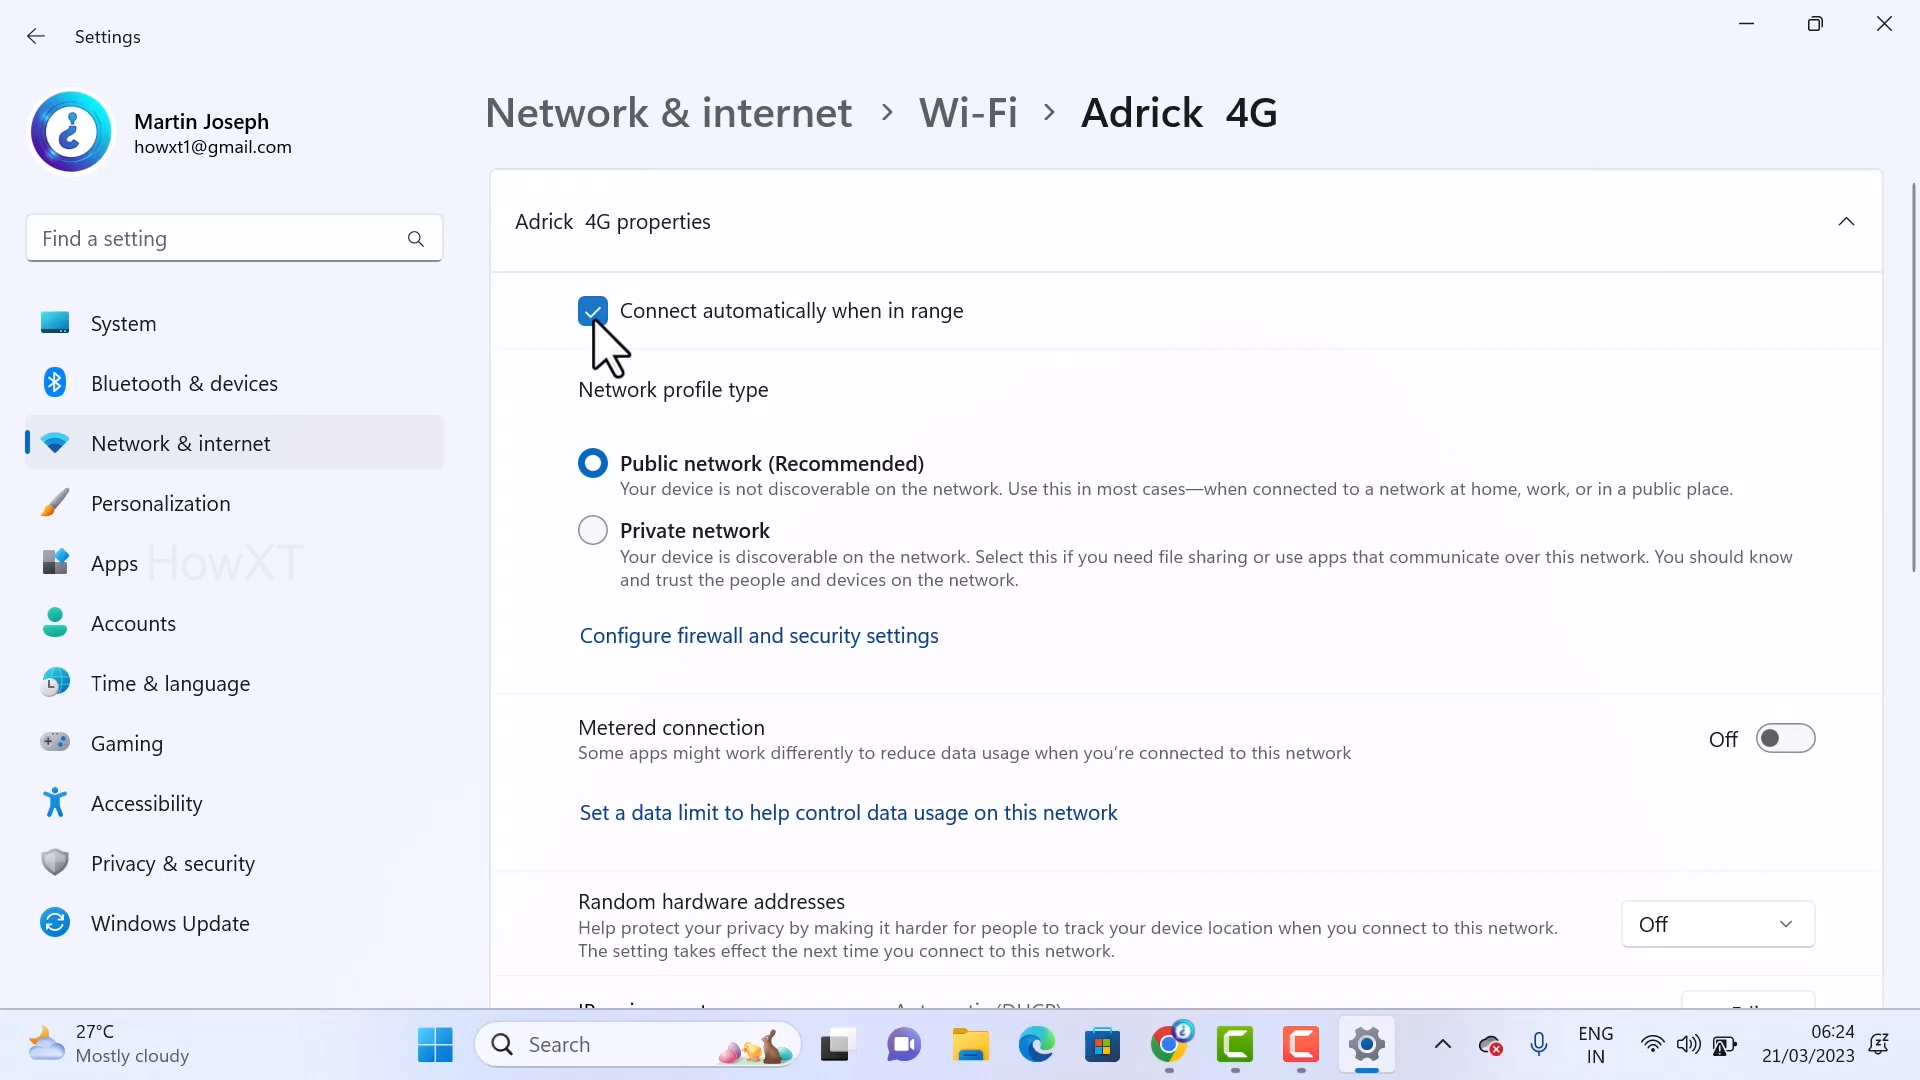 Settings
Martin Joseph
howxt1@gmail.com
Find a setting
System
Bluetooth & devices
Network & internet
Personalization
Apps
HowXT
Accounts
Time & language
Gaming
Accessibility
Privacy & security
Windows Update
Network & internet > Wi-Fi > Adrick 4G
Adrick 4G properties
Connect automatically when in range
Network profile type
Public network (Recommended)
Your device is not discoverable on the network. Use this in most cases—when connected to a network at home, work, or in a public place.
Private network
Your device is discoverable on the network. Select this if you need file sharing or use apps that communicate over this network. You should know
and trust the people and devices on the network.
Configure firewall and security settings
Metered connection
Some apps might work differently to reduce data usage when you're connected to this network
Off
Set a data limit to help control data usage on this network
Random hardware addresses
Help protect your privacy by making it harder for people to track your device location when you connect to this network.
The setting takes effect the next time you connect to this network.
Off
27°C
Mostly cloudy
Search
ENG
IN
06:24
21/03/2023